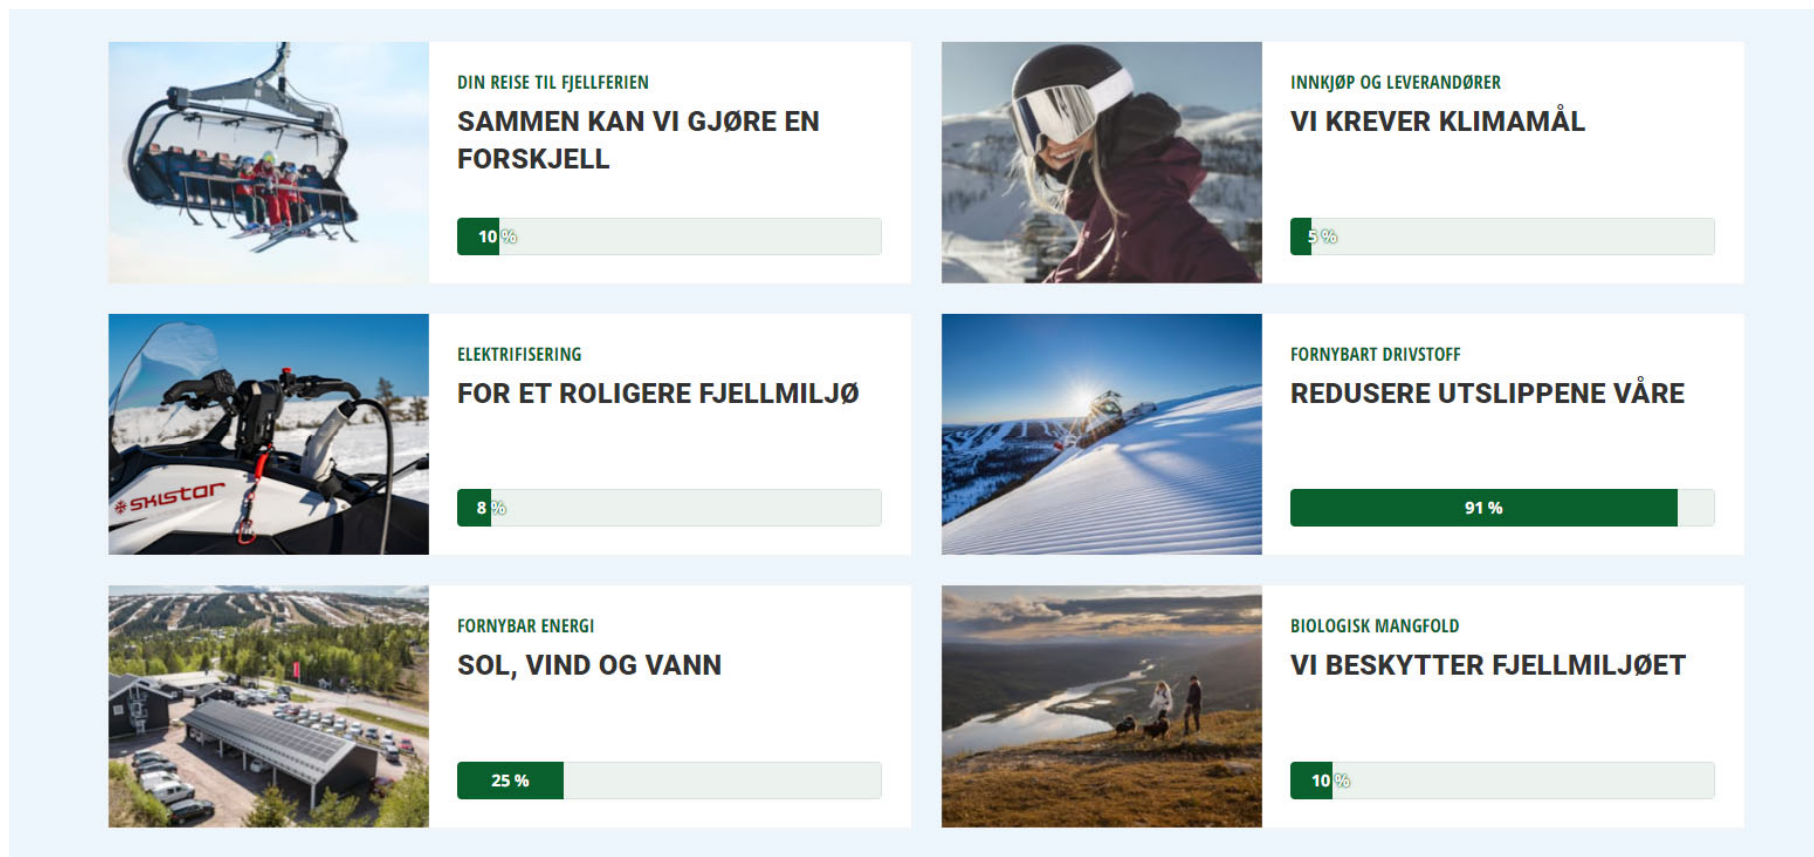 DIN REISE TIL FJELLFERIEN
SAMMEN KAN VI GJØRE EN
FORSKJELL
10 %
INNKJØP OG LEVERANDØRER
VI KREVER KLIMAMÅL
5 %
SKISTAR
ELEKTRIFISERING
FOR ET ROLIGERE FJELLMILJØ
8 %
FORNYBART DRIVSTOFF
REDUSERE UTSLIPPENE VÅRE
91 %
FORNYBAR ENERGI
SOL, VIND OG VANN
25 %
BIOLOGISK MANGFOLD
VI BESKYTTER FJELLMILJØET
10 %